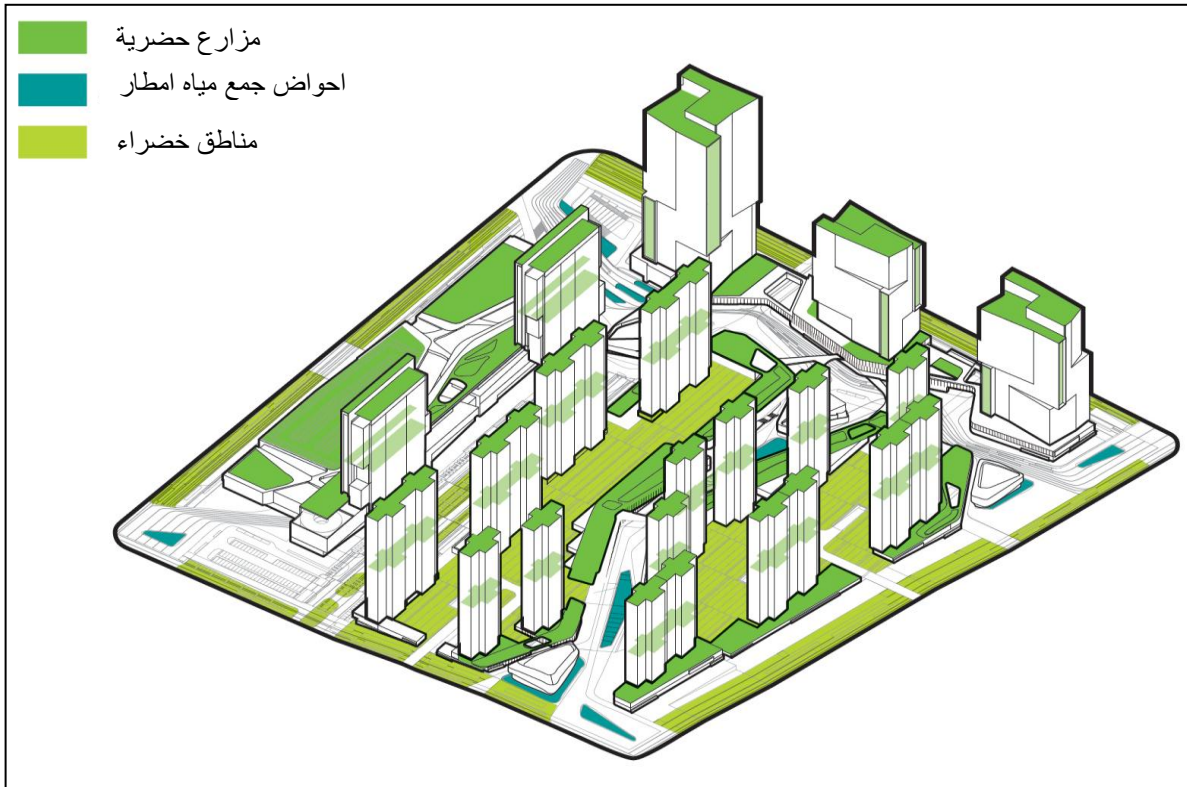 مزارع حضرية
احواض جمع مياه امطار
مناطق خضراء